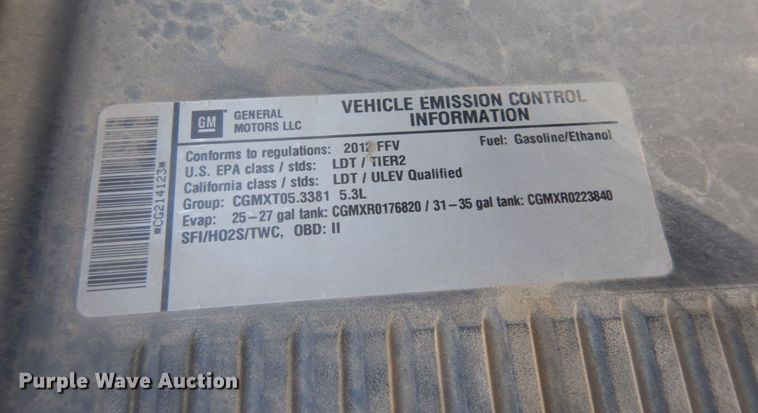 GM
GENERAL
MOTORS LLC
VEHICLE EMISSION CONTROL
INFORMATION
Conforms to regulations: 2012 FFV
Fuel: Gasoline/Ethanol
U.S. EPA class / stds: LDT / TIER2
California class / stds: LDT / ULEV Qualified
Group: CGMXT05.3381 5.3L
Evap: 25-27 gal tank: CGMXR0176820 / 31-35 gal tank: CGMXR0223840
SFI/HO2S/TWC, OBD: II
*CG214123*
Purple Wave Auction